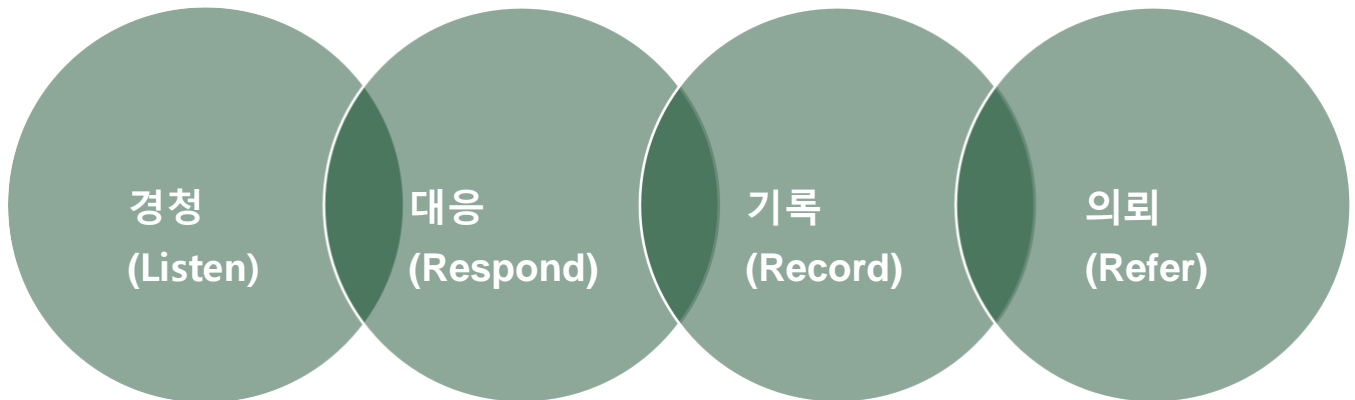 경청
(Listen)
대응
(Respond)
기록
(Record)
의뢰
(Refer)